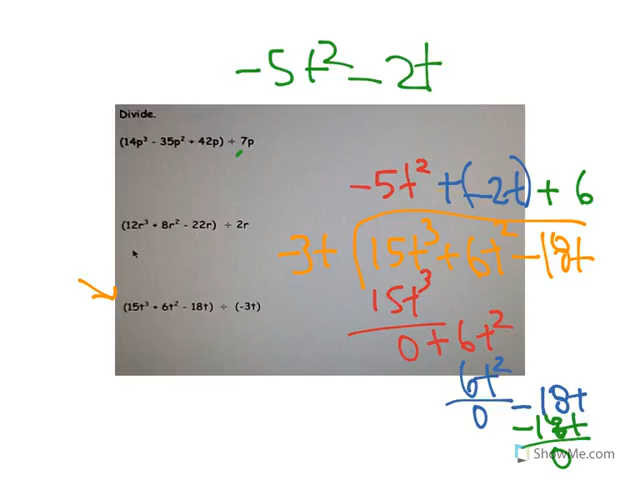 -5t² - 2t
Divide.
(14p³ - 35p² + 42p) ÷ 7p
-5t² + (-2t) + 6
(12r³ + 8r² - 22r) ÷ 2r
-3t 15t³ + 6t² - 18t
15t³
(15t³ + 6t² - 18t) ÷ (-3t)
0 + 6t²
6t²
0 - 18t
- 18t
0
ShowMe.com